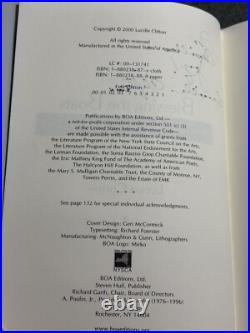 Copyright © 2000 Lucille Clifton
All rights reserved
Manufactured in the United States of America
LC #: 00–131741
ISBN: 1–880238–87–x cloth
ISBN: 1–880238–88–8 paper
First Edition
Publications by BOA Editions, Ltd.—
a not-for-profit corporation under section 501 (c) (3)
of the United States Internal Revenue Code—
are made possible with the assistance of grants from
the Literature Program of the New York State Council on the Arts,
the Literature Program of the National Endowment for the Arts,
the Lannan Foundation, the Sonia Raiziss Giop Charitable Foundation,
the Eric Mathieu King Fund of The Academy of American Poets,
The Halcyon Hill Foundation, as well as from
the Mary S. Mulligan Charitable Trust, the County of Monroe, NY,
Towers Perrin, and the Estate of EME
See page 132 for special individual acknowledgments.
Cover Design: Geri McCormick
Typesetting: Richard Foerster
Manufacturing: McNaughton & Gunn, Lithographers
BOA Logo: Mirko
NYSCA
BOA Editions, Ltd.
Steven Huff, Publisher
Richard Garth, Chair, Board of Directors
A. Poulin, Jr., (1976–1996)
Rochester, NY 14604
www.boaeditions.org